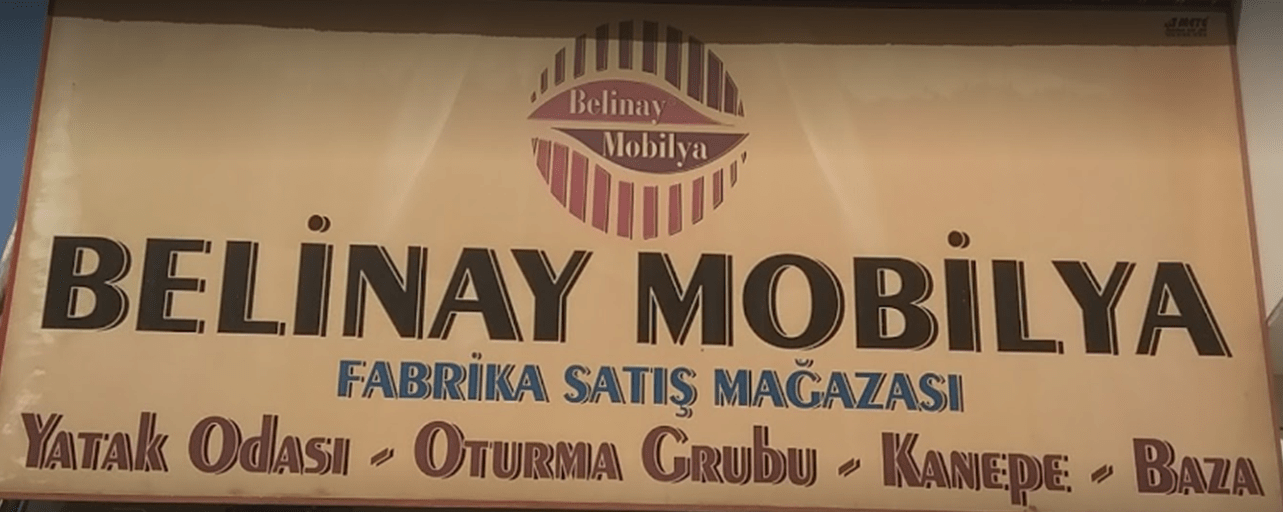 Belinay
Mobilya
BELİNAY MOBİLYA
FABRİKA SATIŞ MAĞAZASI
Yatak Odası - Oturma Grubu - Kanepe - Baza